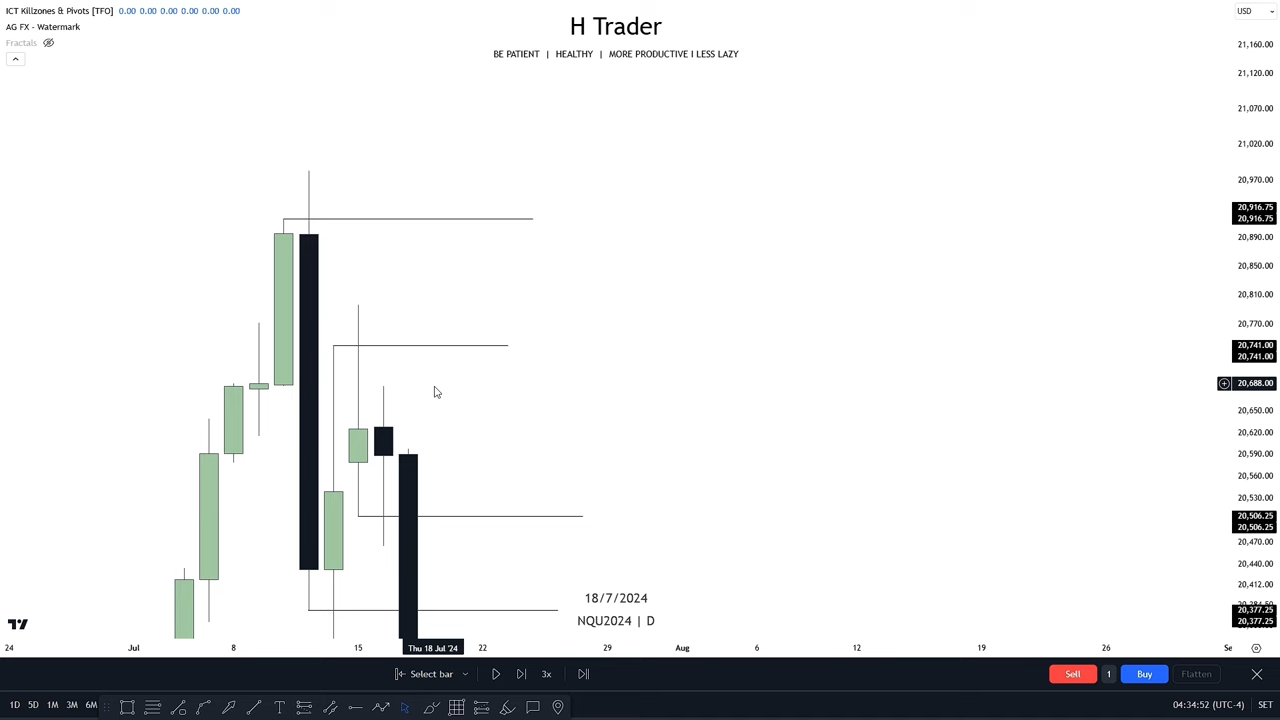 ICT Killzones & Pivots [TFO] 0.00 0.00 0.00 0.00 0.00 0.00
AG FX - Watermark
Fractals
H Trader
BE PATIENT | HEALTHY | MORE PRODUCTIVE I LESS LAZY
USD
21,160.00
21,120.00
21,070.00
21,020.00
20,970.00
20,916.75
20,916.75
20,890.00
20,850.00
20,810.00
20,770.00
20,741.00
20,741.00
20,688.00
20,650.00
20,620.00
20,590.00
20,560.00
20,530.00
20,506.25
20,506.25
20,470.00
20,440.00
20,412.00
20,377.25
20,377.25
18/7/2024
NQU2024 | D
24 Jul 8 15 Thu 18 Jul '24 22 29 Aug 6 12 19 26 Se
Select bar 3x Sell 1 Buy Flatten
1D 5D 1M 3M 6M 04:34:52 (UTC-4) SET